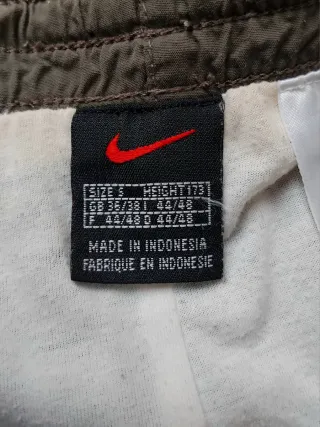 SIZE S HEIGHT 173
GB 36/38 I 44/48
F 44/48 D 44/48
MADE IN INDONESIA
FABRIQUE EN INDONESIE